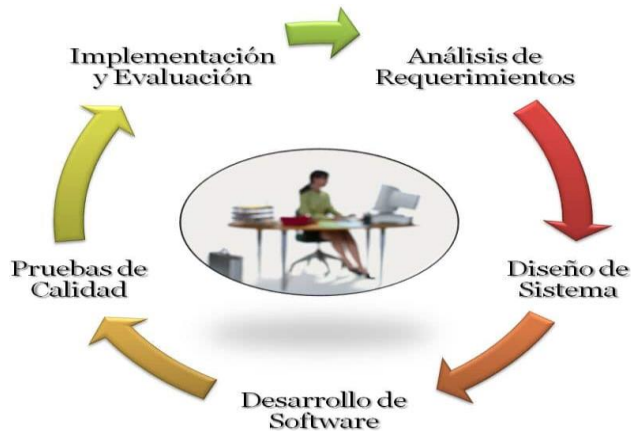 Implementación
y Evaluación
Análisis de
Requerimientos
Diseño de
Sistema
Desarrollo de
Software
Pruebas de
Calidad